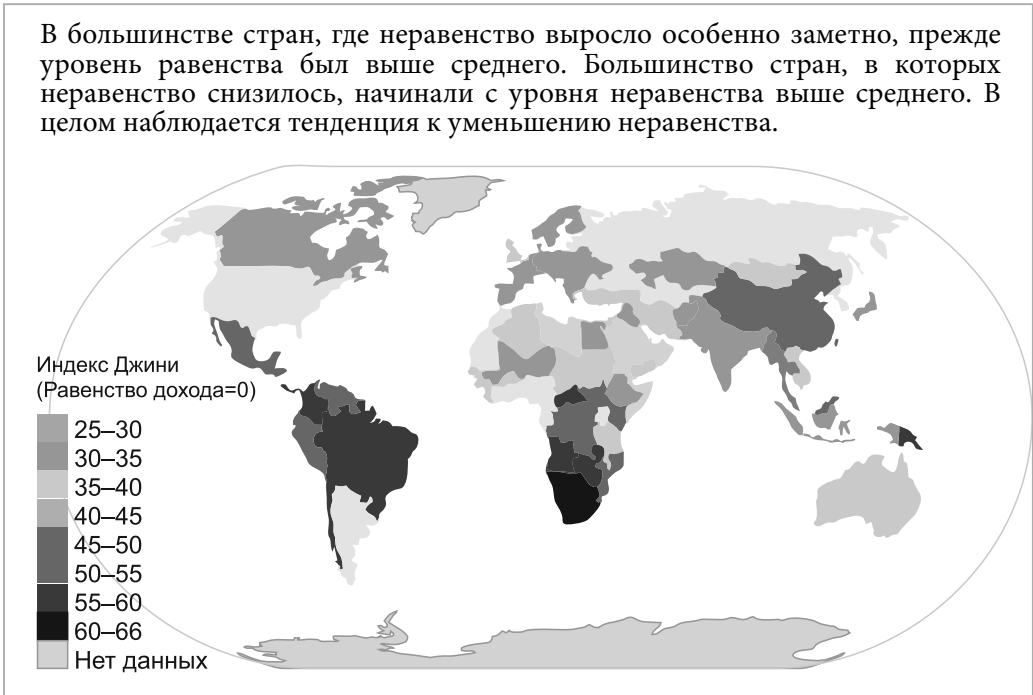 В большинстве стран, где неравенство выросло особенно заметно, прежде
уровень равенства был выше среднего. Большинство стран, в которых
неравенство снизилось, начинали с уровня неравенства выше среднего. В
целом наблюдается тенденция к уменьшению неравенства.
Индекс Джини
(Равенство дохода=0)
25–30
30–35
35–40
40–45
45–50
50–55
55–60
60–66
Нет данных